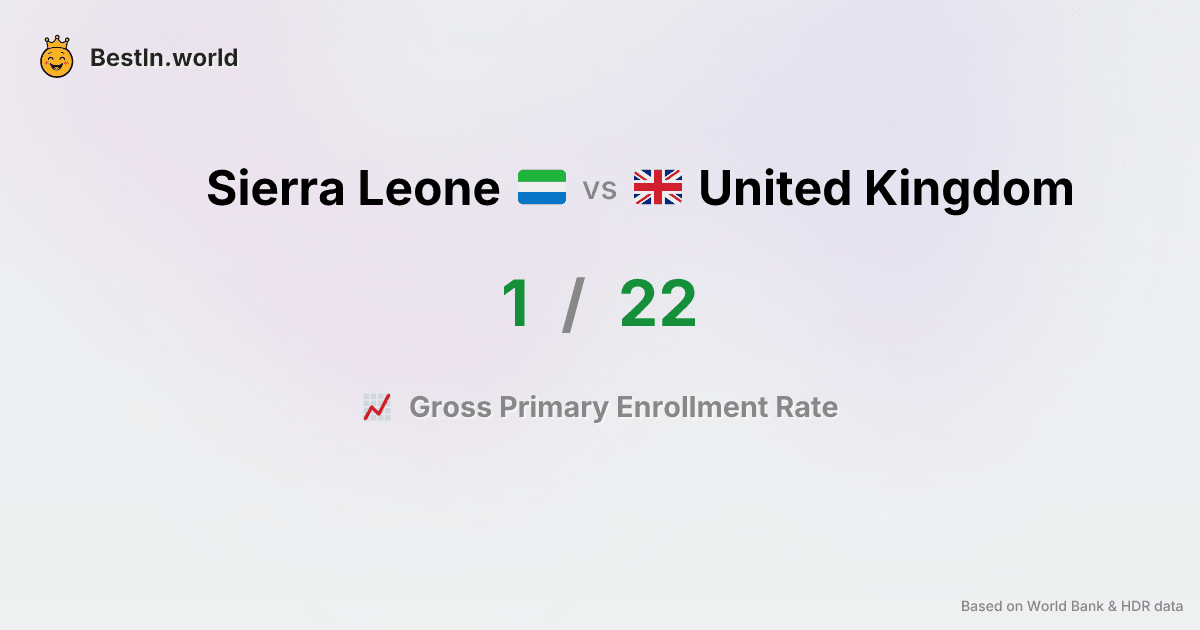 BestIn.world
Sierra Leone vs United Kingdom
1 / 22
Gross Primary Enrollment Rate
Based on World Bank & HDR data